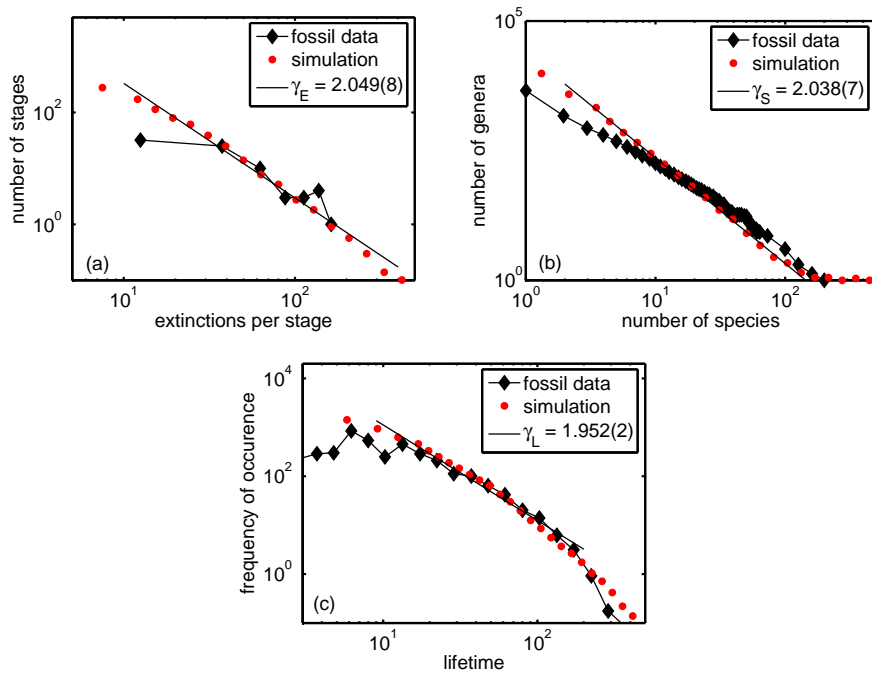 fossil data
simulation
γE = 2.049(8)
10^2
10^0
number of stages
(a)
10^1
10^2
extinctions per stage
10^5
fossil data
simulation
γS = 2.038(7)
number of genera
(b)
10^0
10^0
10^1
10^2
number of species
10^4
fossil data
simulation
γL = 1.952(2)
10^2
10^0
frequency of occurence
(c)
10^1
10^2
lifetime